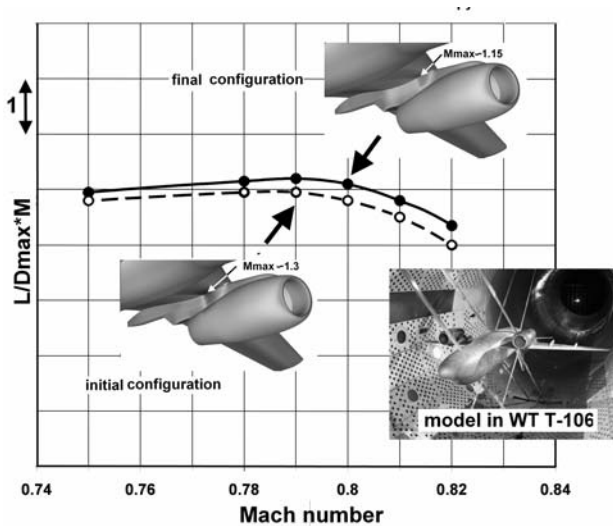 Mmax~1.15
final configuration
1
L/Dmax*M
Mmax~1.3
initial configuration
model in WT T-106
0.74
0.76
0.78
0.8
0.82
0.84
Mach number